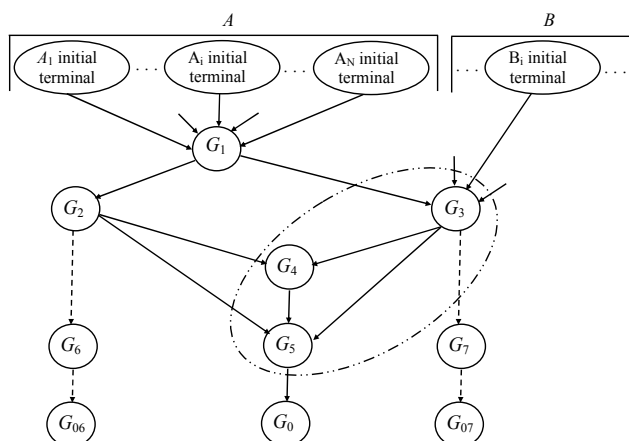 A B
A1 initial terminal ... Ai initial terminal ... AN initial terminal ... Bi initial terminal ...
G1
G2 G3
G4
G6 G5 G7
G06 G0 G07